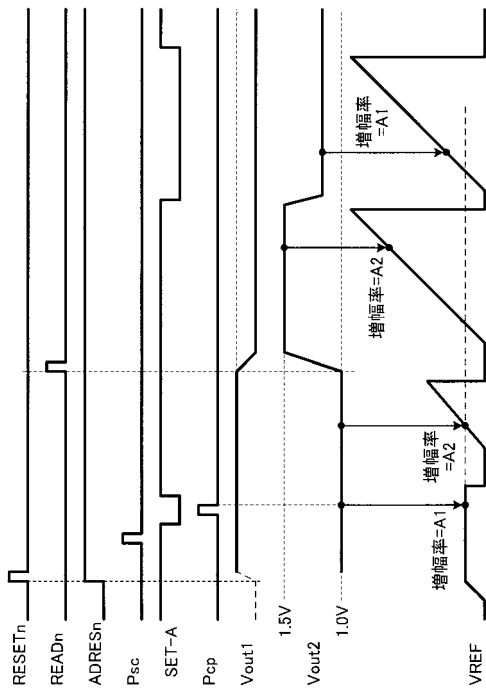 RESETn
READn
ADRESn
Psc
SET-A
Pcp
Vout1
1.5V
Vout2
1.0V
VREF
増幅率=A1
増幅率
=A2
増幅率=A2
増幅率
=A1